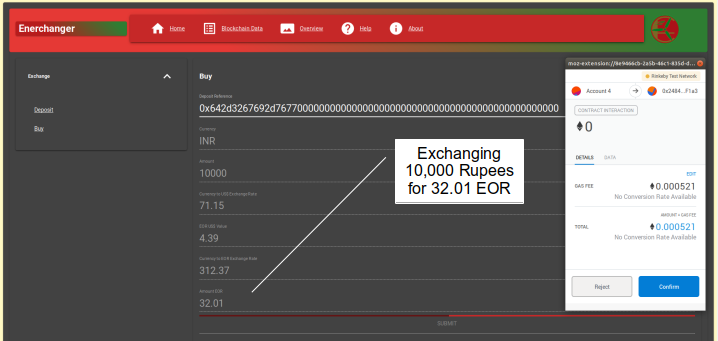 Enerchanger
Home
Blockchain Data
Overview
Help
About
Exchange
Deposit
Buy
Buy
Deposit Reference
0x642d3267692d76770000000000000000000000000000000000000000000000
Currency
INR
Amount
10000
Currency to USD Exchange Rate
71.15
EOR USD Value
4.39
Currency to EOR Exchange Rate
312.37
Amount EOR
32.01
SUBMIT
Exchanging
10,000 Rupees
for 32.01 EOR
moz-extension://8e9466cb-2a5b-46c1-835d-d...
Rinkeby Test Network
Account 4
0x2484...F1a3
CONTRACT INTERACTION
0
DETAILS
DATA
EDIT
GAS FEE
0.000521
No Conversion Rate Available
AMOUNT + GAS FEE
TOTAL
0.000521
No Conversion Rate Available
Reject
Confirm